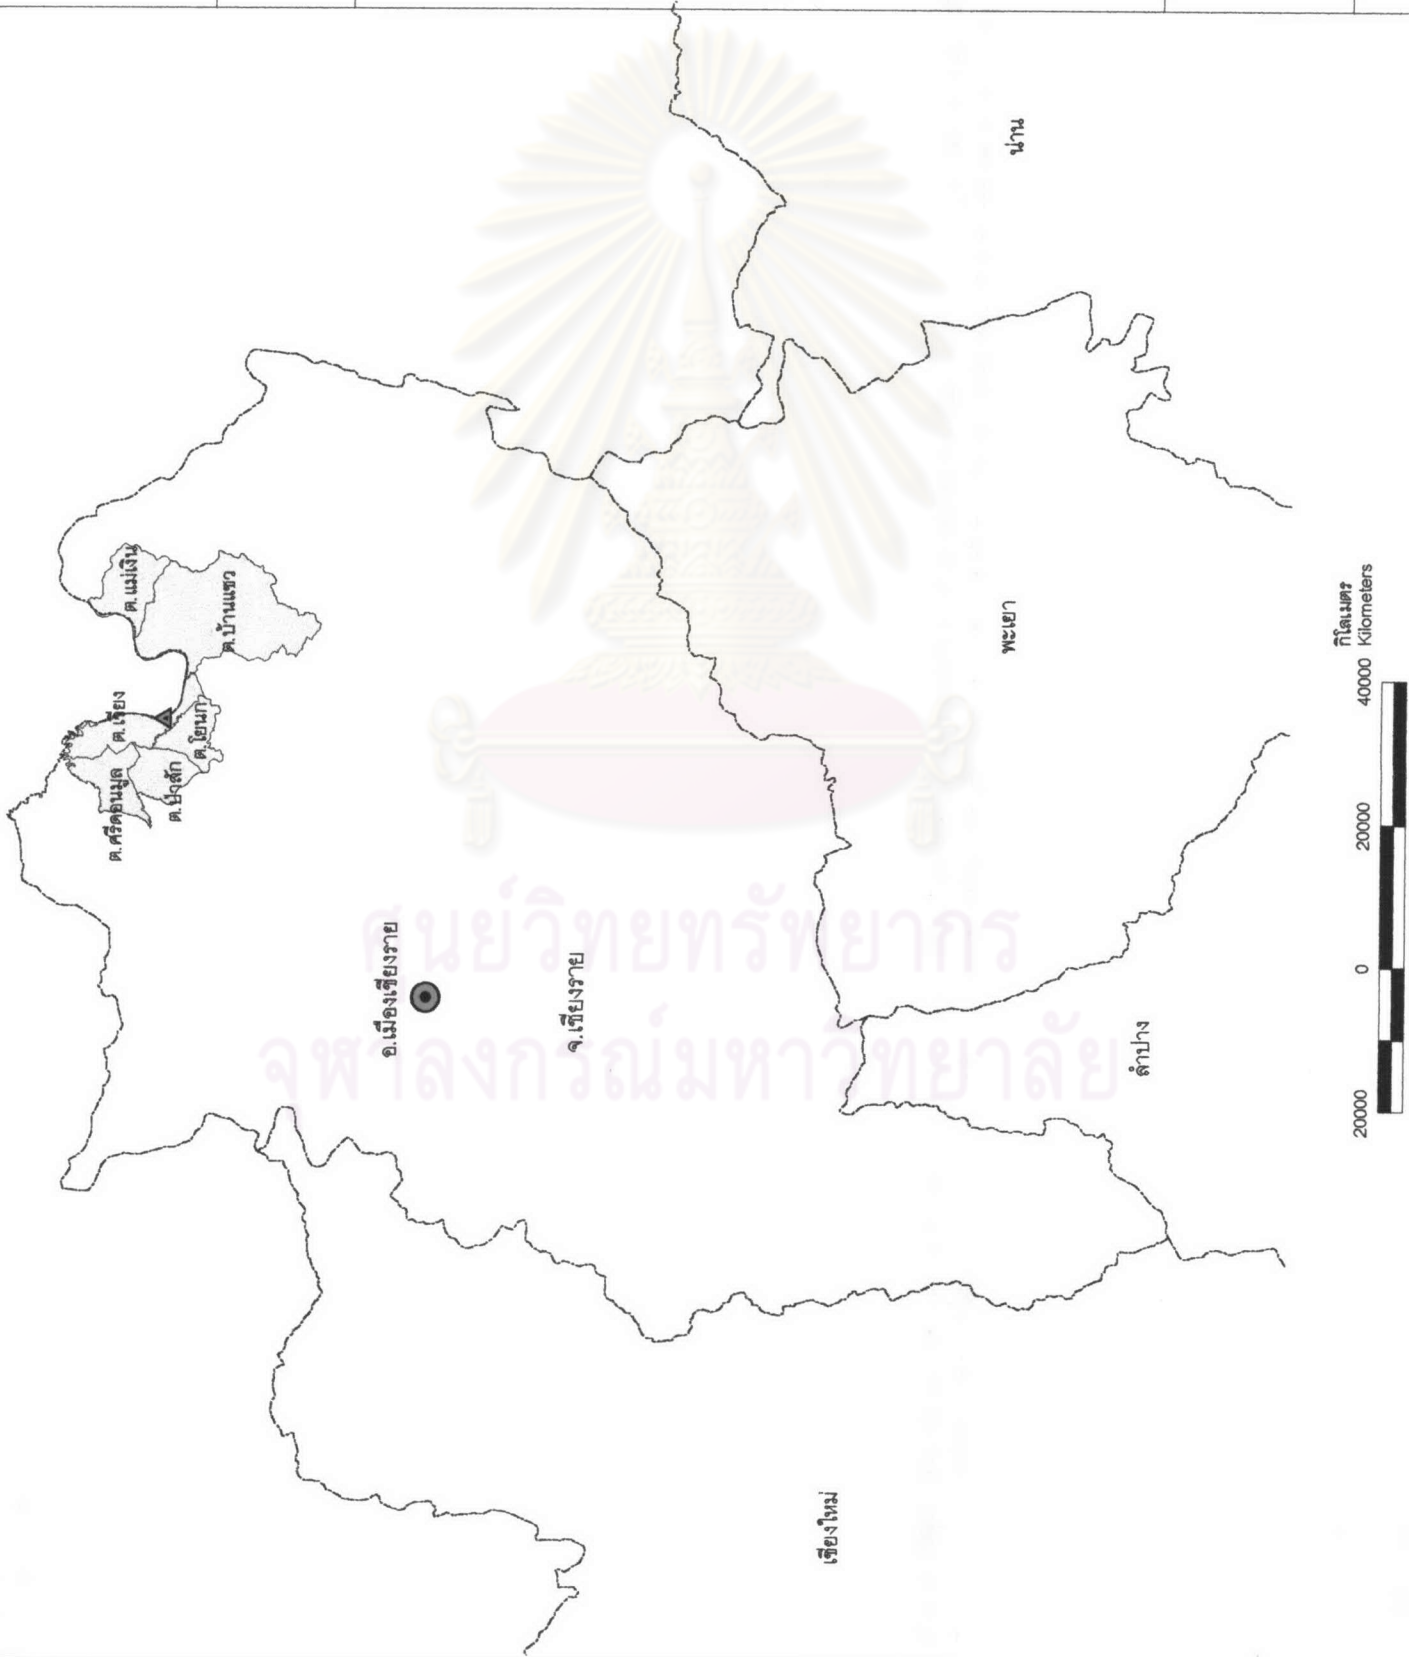 น่าน
ต.แม่เงิน
ต.บ้านแซว
ต.เวียง
ต.โยนก
ต.ศรีดอนมูล
ต.ป่าสัก
พะเยา
อ.เมืองเชียงราย
จ.เชียงราย
ลำปาง
เชียงใหม่
20000 0 20000 40000
กิโลเมตร
Kilometers
ศูนย์วิทยทรัพยากร
จุฬาลงกรณ์มหาวิทยาลัย